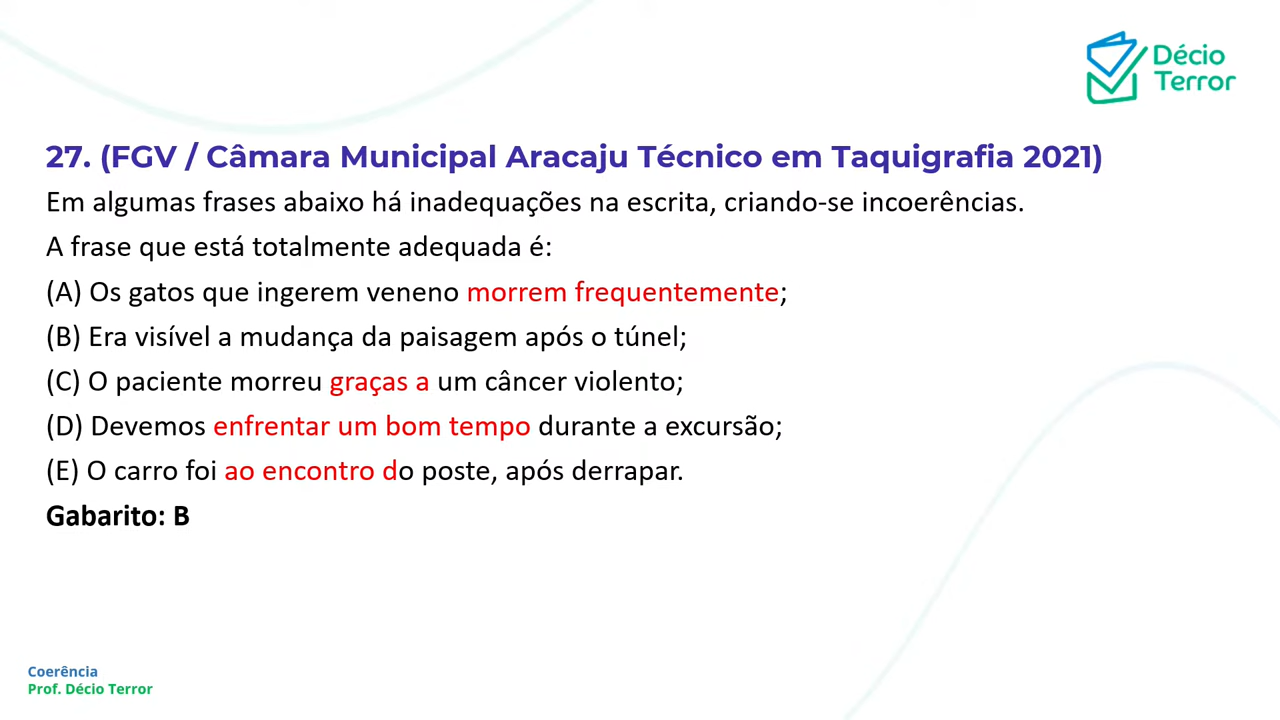 Décio
Terror
27. (FGV / Câmara Municipal Aracaju Técnico em Taquigrafia 2021)
Em algumas frases abaixo há inadequações na escrita, criando-se incoerências.
A frase que está totalmente adequada é:
(A) Os gatos que ingerem veneno morrem frequentemente;
(B) Era visível a mudança da paisagem após o túnel;
(C) O paciente morreu graças a um câncer violento;
(D) Devemos enfrentar um bom tempo durante a excursão;
(E) O carro foi ao encontro do poste, após derrapar.
Gabarito: B
Coerência
Prof. Décio Terror